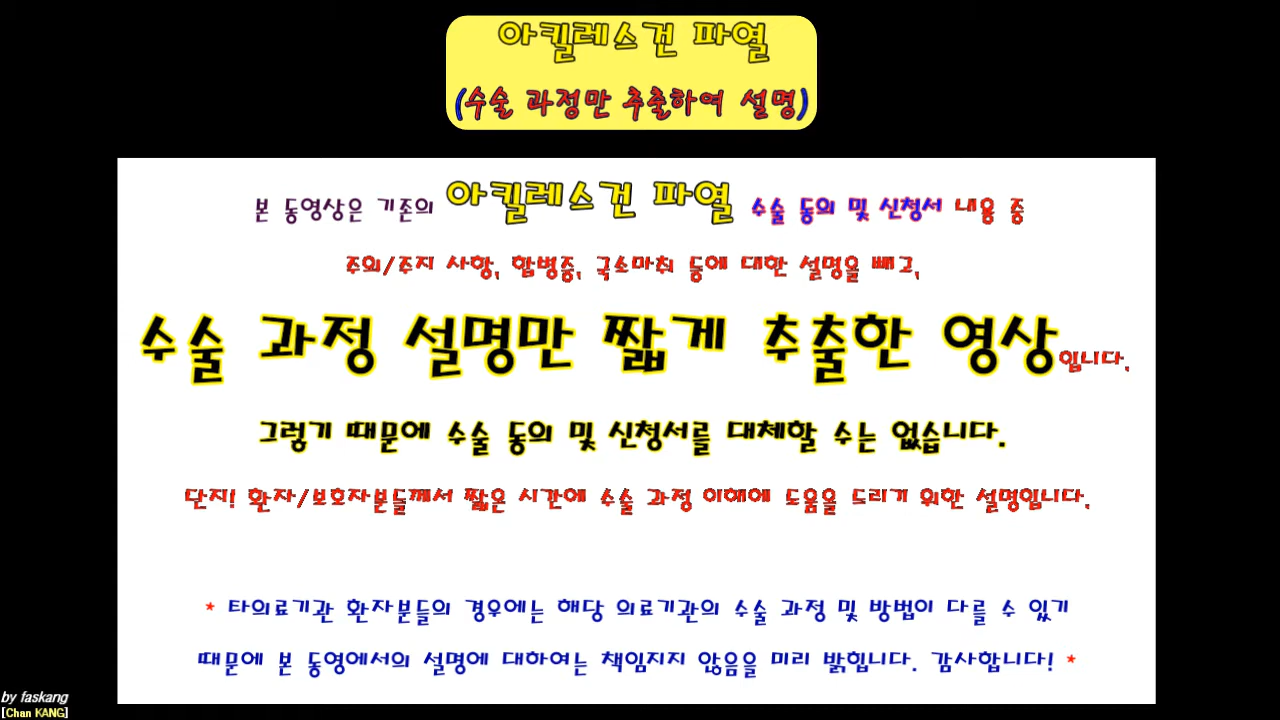 아킬레스건 파열
(수술 과정만 추출하여 설명)
본 동영상은 기존의 아킬레스건 파열 수술 동의 및 신청서 내용 중
주의/주지 사항, 합병증, 국소마취 등에 대한 설명을 빼고,
수술 과정 설명만 짧게 추출한 영상입니다.
그렇기 때문에 수술 동의 및 신청서를 대체할 수는 없습니다.
단지! 환자/보호자분들께서 짧은 시간에 수술 과정 이해에 도움을 드리기 위한 설명입니다.
* 타의료기관 환자분들의 경우에는 해당 의료기관의 수술 과정 및 방법이 다를 수 있기
때문에 본 동영에서의 설명에 대하여는 책임지지 않음을 미리 밝힙니다. 감사합니다! *
by faskang
[Chan KANG]